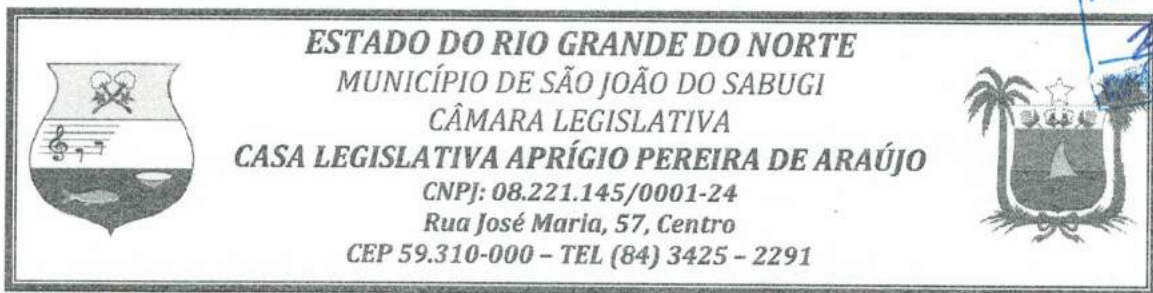 ESTADO DO RIO GRANDE DO NORTE
MUNICÍPIO DE SÃO JOÃO DO SABUGI
CÂMARA LEGISLATIVA
CASA LEGISLATIVA APRÍGIO PEREIRA DE ARAÚJO
CNPJ: 08.221.145/0001-24
Rua José Maria, 57, Centro
CEP 59.310-000 – TEL (84) 3425 – 2291